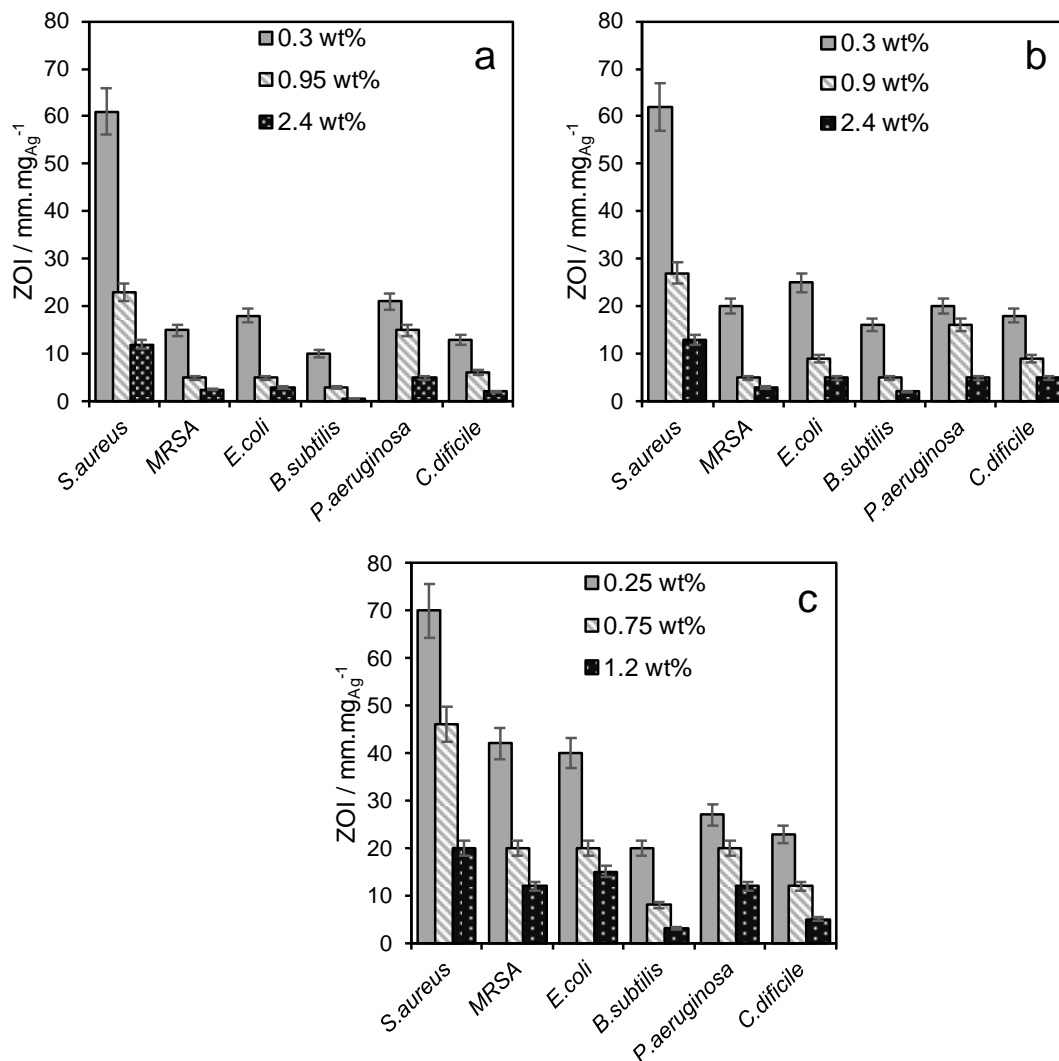 80
70
60
50
40
30
20
10
0
ZOI / mm.mgAg-1
0.3 wt%
0.95 wt%
2.4 wt%
a
S.aureus
MRSA
E.coli
B.subtilis
P.aeruginosa
C.dificile
80
70
60
50
40
30
20
10
0
ZOI / mm.mgAg-1
0.3 wt%
0.9 wt%
2.4 wt%
b
S.aureus
MRSA
E.coli
B.subtilis
P.aeruginosa
C.dificile
80
70
60
50
40
30
20
10
0
ZOI / mm.mgAg-1
0.25 wt%
0.75 wt%
1.2 wt%
c
S.aureus
MRSA
E.coli
B.subtilis
P.aeruginosa
C.dificile